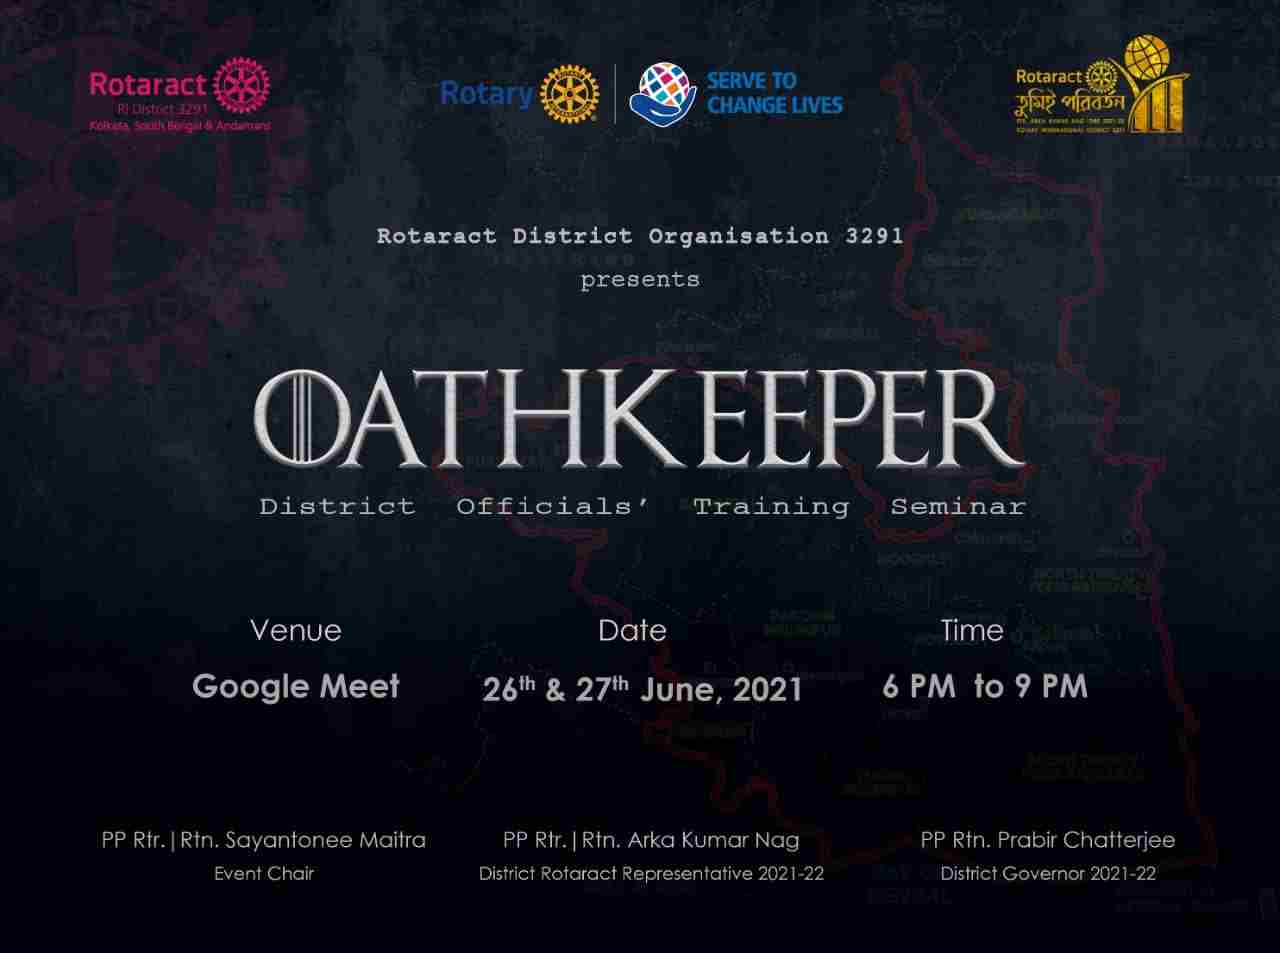 Rotaract
RI District 3291
Kolkata, South Bengal & Andamans
Rotary
SERVE TO
CHANGE LIVES
Rotaract
তুমিই পরিবর্তন
Rotaract District Organisation 3291
presents
OATHKEEPER
District Officials’ Training Seminar
Venue
Date
Time
Google Meet
26th & 27th June, 2021
6 PM to 9 PM
PP Rtr.|Rtn. Sayantonee Maitra
PP Rtr.|Rtn. Arka Kumar Nag
PP Rtn. Prabir Chatterjee
Event Chair
District Rotaract Representative 2021-22
District Governor 2021-22